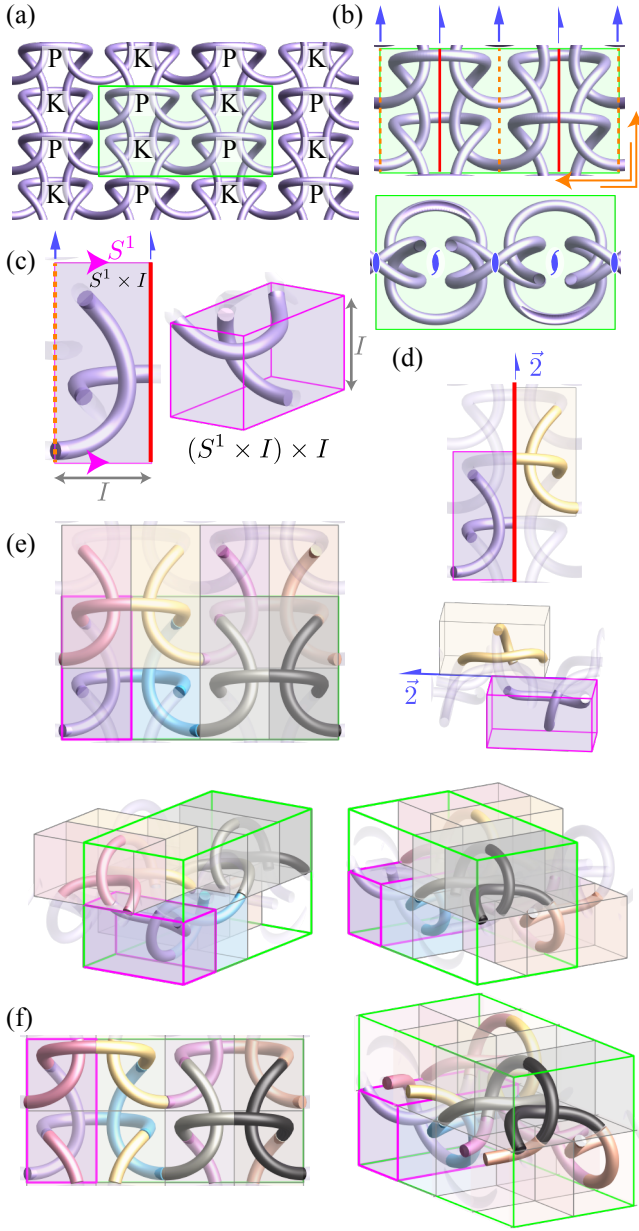 (a)
P K P K
K P K P
P K P K
K P K P
(b)
(c)
S¹
S¹ × I
I
I
(S¹ × I) × I
(d)
2⃗
2⃗
(e)
(f)